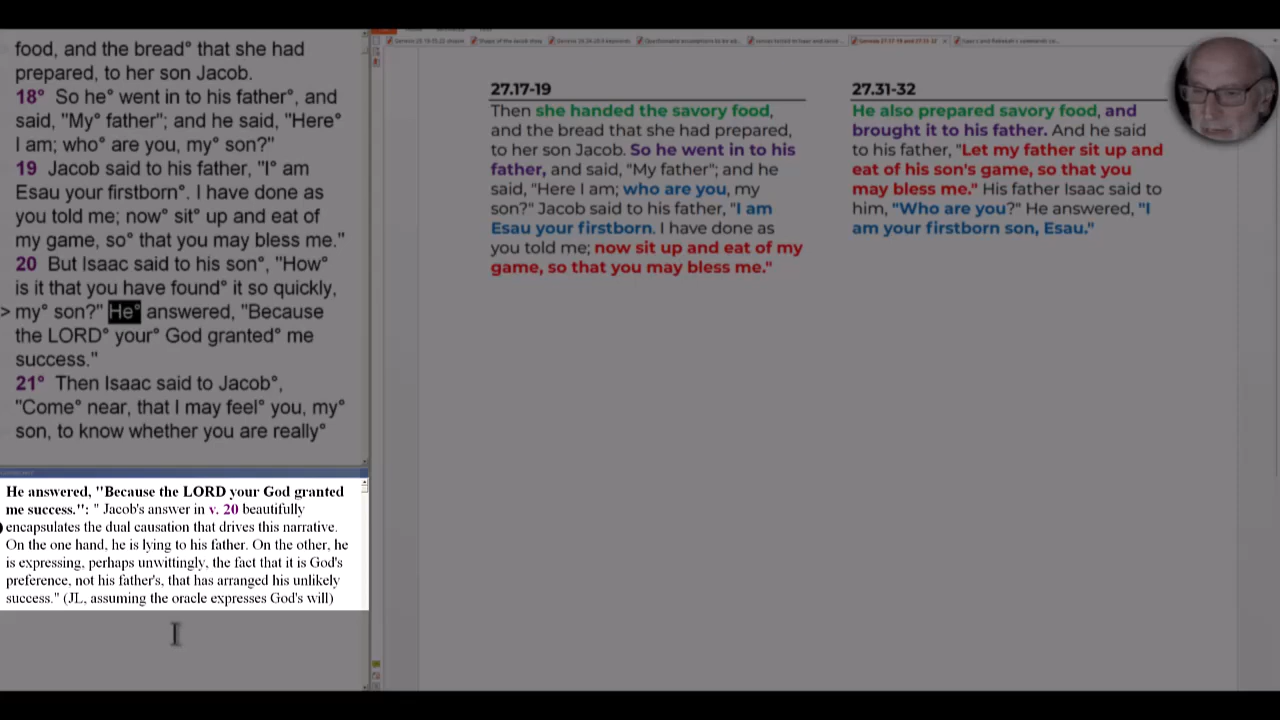 food, and the bread° that she had
prepared, to her son Jacob.
18° So he° went in to his father°, and
said, "My° father"; and he said, "Here°
I am; who° are you, my° son?"
19 Jacob said to his father, "I° am
Esau your firstborn°. I have done as
you told me; now° sit° up and eat of
my game, so° that you may bless me."
20 But Isaac said to his son°, "How°
is it that you have found° it so quickly,
> my° son?" He° answered, "Because
the LORD° your° God granted° me
success."
21° Then Isaac said to Jacob°,
"Come° near, that I may feel° you, my°
son, to know whether you are really°
He answered, "Because the LORD your God granted
me success.": " Jacob's answer in v. 20 beautifully
encapsulates the dual causation that drives this narrative.
On the one hand, he is lying to his father. On the other, he
is expressing, perhaps unwittingly, the fact that it is God's
preference, not his father's, that has arranged his unlikely
success." (JL, assuming the oracle expresses God's will)
27.17-19
Then she handed the savory food,
and the bread that she had prepared,
to her son Jacob. So he went in to his
father, and said, "My father"; and he
said, "Here I am; who are you, my
son?" Jacob said to his father, "I am
Esau your firstborn. I have done as
you told me; now sit up and eat of my
game, so that you may bless me."
27.31-32
He also prepared savory food, and
brought it to his father. And he said
to his father, "Let my father sit up and
eat of his son's game, so that you
may bless me." His father Isaac said to
him, "Who are you?" He answered, "I
am your firstborn son, Esau."